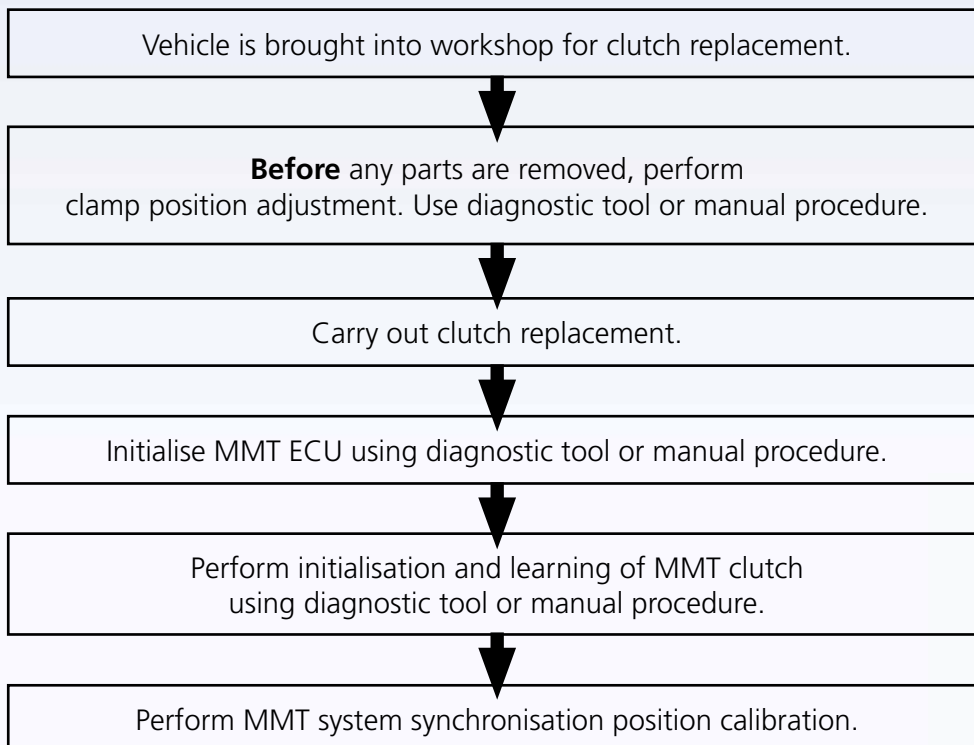 Vehicle is brought into workshop for clutch replacement.
Before any parts are removed, perform
clamp position adjustment. Use diagnostic tool or manual procedure.
Carry out clutch replacement.
Initialise MMT ECU using diagnostic tool or manual procedure.
Perform initialisation and learning of MMT clutch
using diagnostic tool or manual procedure.
Perform MMT system synchronisation position calibration.